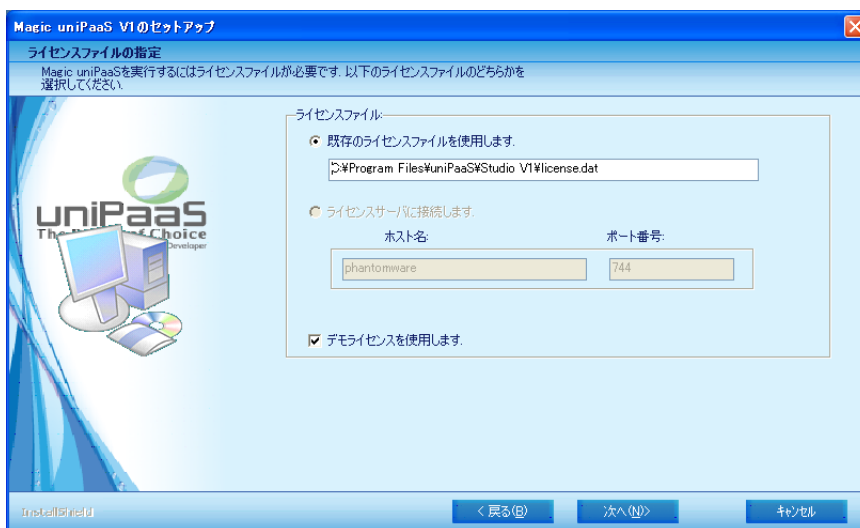 Magic uniPaaS V1のセットアップ
ライセンスファイルの指定
Magic uniPaaSを実行するにはライセンスファイルが必要です. 以下のライセンスファイルのどちらかを
選択してください.
uniPaaS
The of Choice
Developer
ライセンスファイル:
既存のライセンスファイルを使用します.
C:¥Program Files¥uniPaaS¥Studio V1¥license.dat
ライセンスサーバに接続します.
ホスト名:
ポート番号:
phantomware
744
デモライセンスを使用します.
InstallShield
< 戻る(B)
次へ(N)>
キャンセル